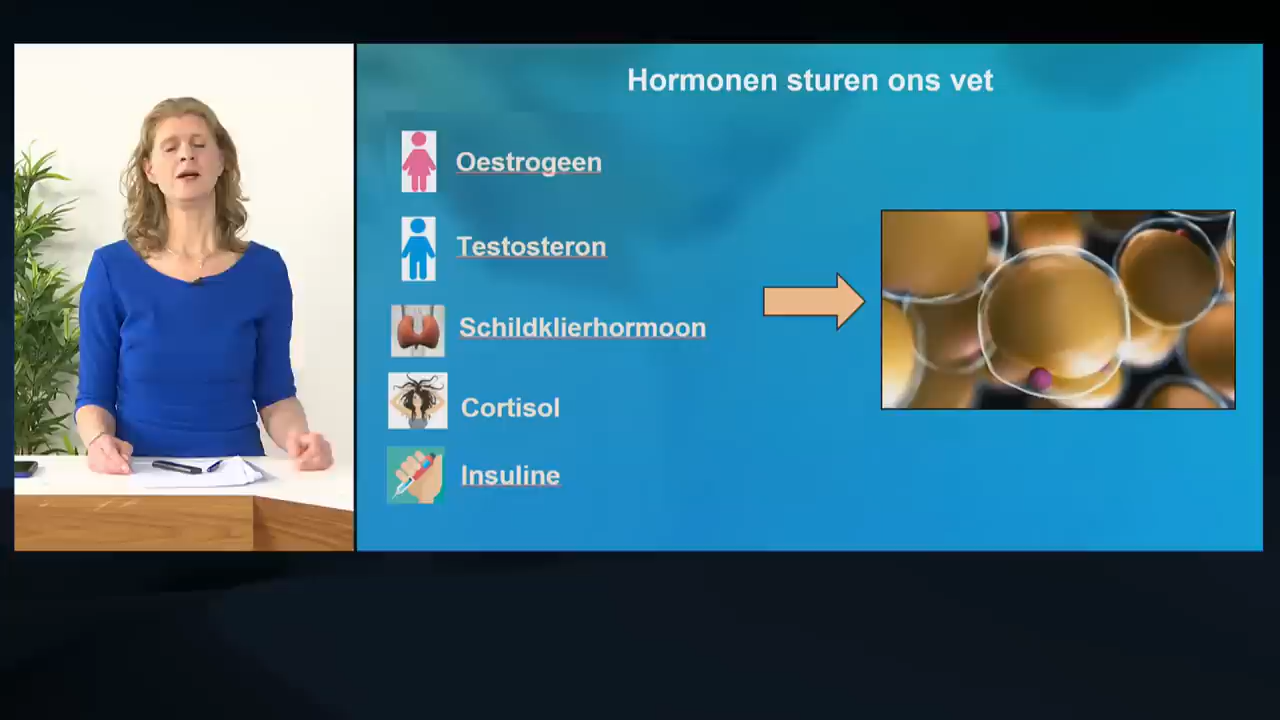 Hormonen sturen ons vet
Oestrogeen
Testosteron
Schildklierhormoon
Cortisol
Insuline